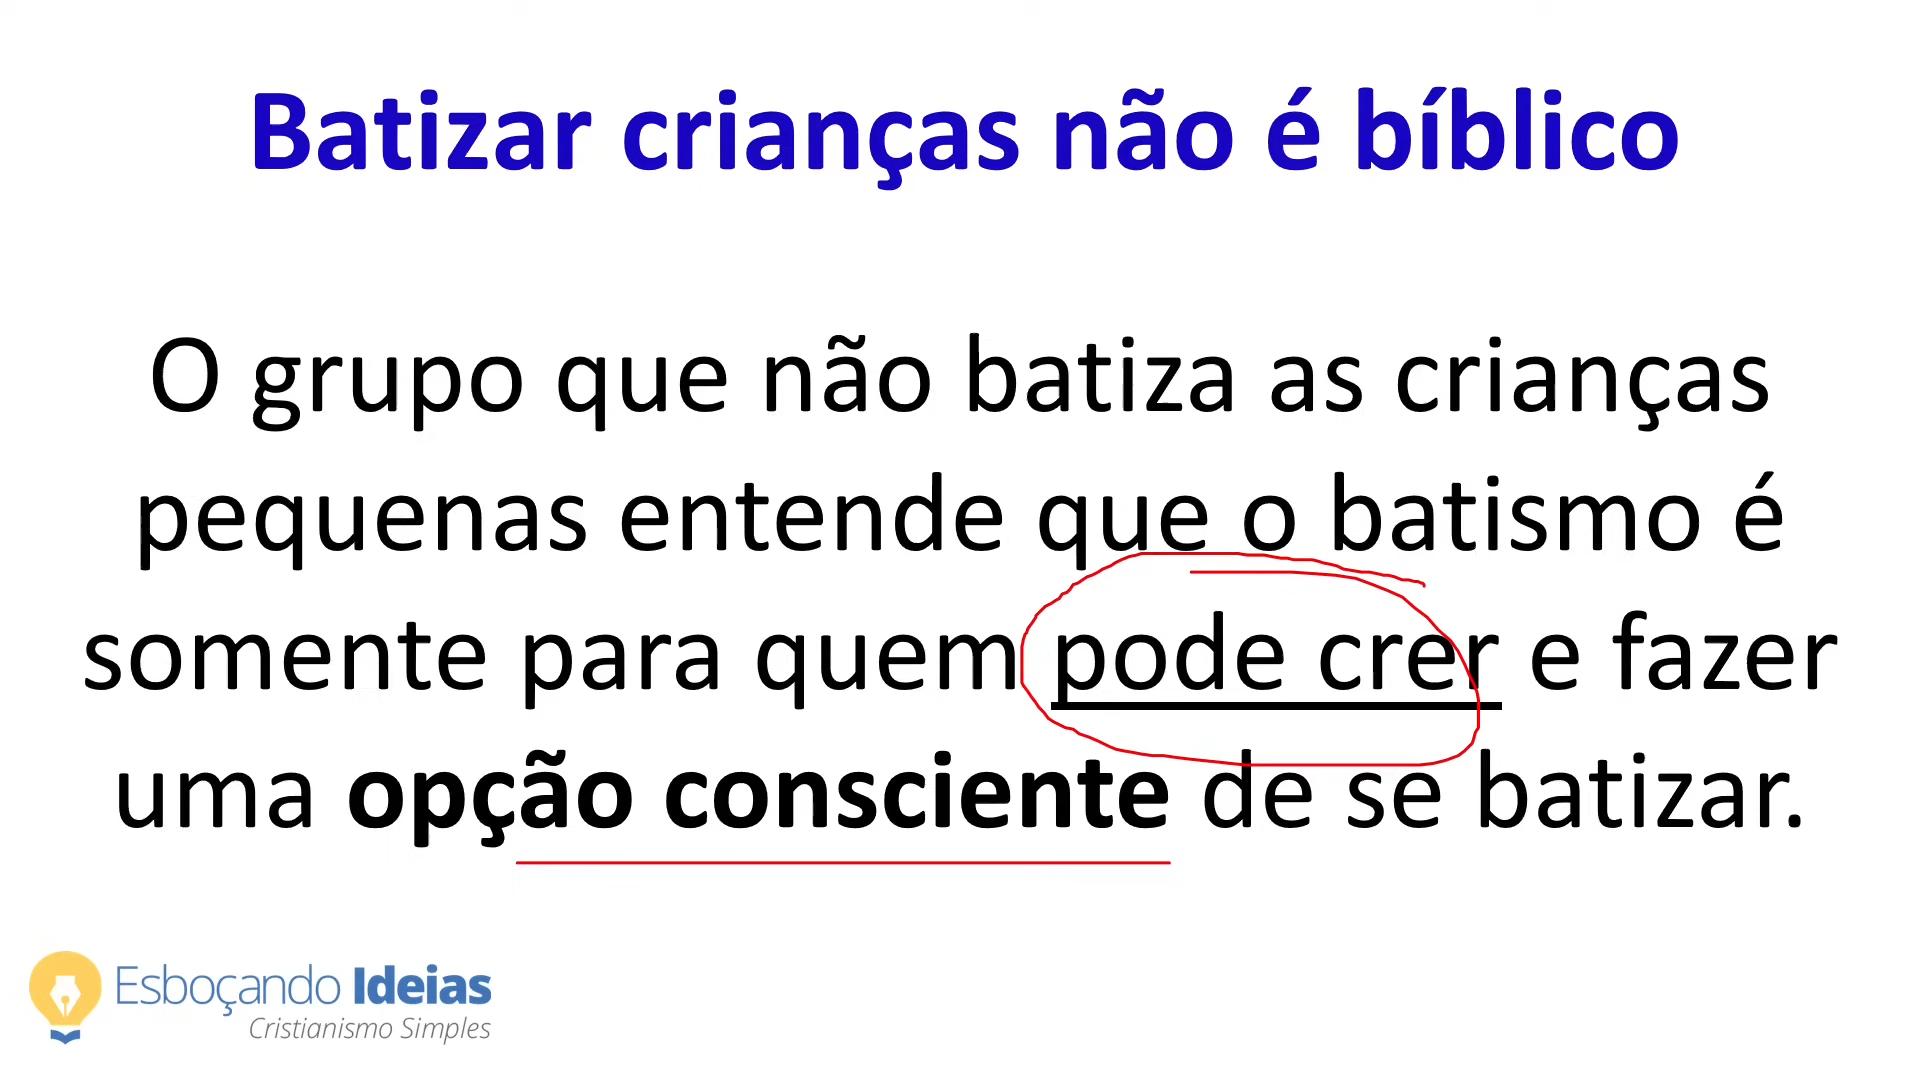 Batizar crianças não é bíblico
O grupo que não batiza as crianças
pequenas entende que o batismo é
somente para quem pode crer e fazer
uma opção consciente de se batizar.
Esboçando Ideias
Cristianismo Simples